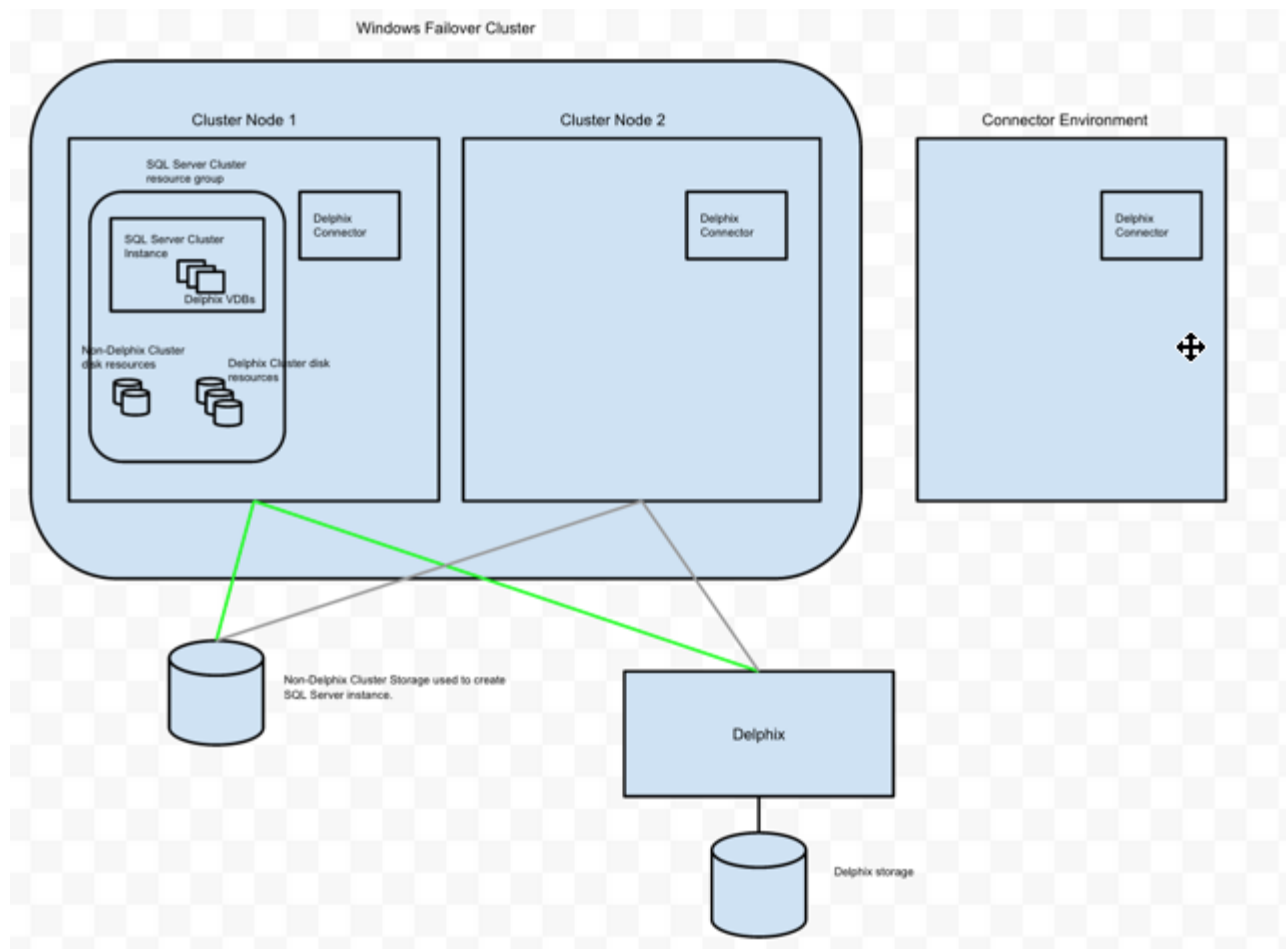 Windows Failover Cluster
Cluster Node 1
Cluster Node 2
Connector Environment
SQL Server Cluster
resource group
Delphix
Connector
Delphix
Connector
Delphix
Connector
SQL Server Cluster
Instance
Delphix VDBs
Non-Delphix Cluster
disk resources
Delphix Cluster disk
resources
Non-Delphix Cluster Storage used to create
SQL Server instance.
Delphix
Delphix storage